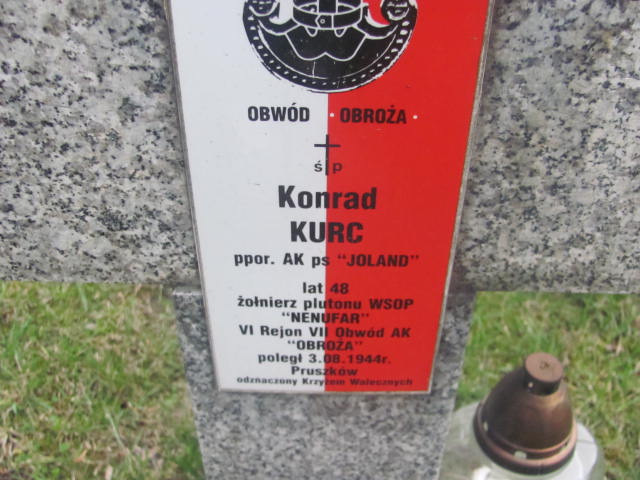 OBWÓD · OBROŻA ·
ś p
Konrad
KURC
ppor. AK ps "JOLAND"
lat 48
żołnierz plutonu WSOP
"NENUFAR"
VI Rejon VII Obwód AK
"OBROŻA"
poległ 3.08.1944r.
Pruszków
odznaczony Krzyżem Walecznych